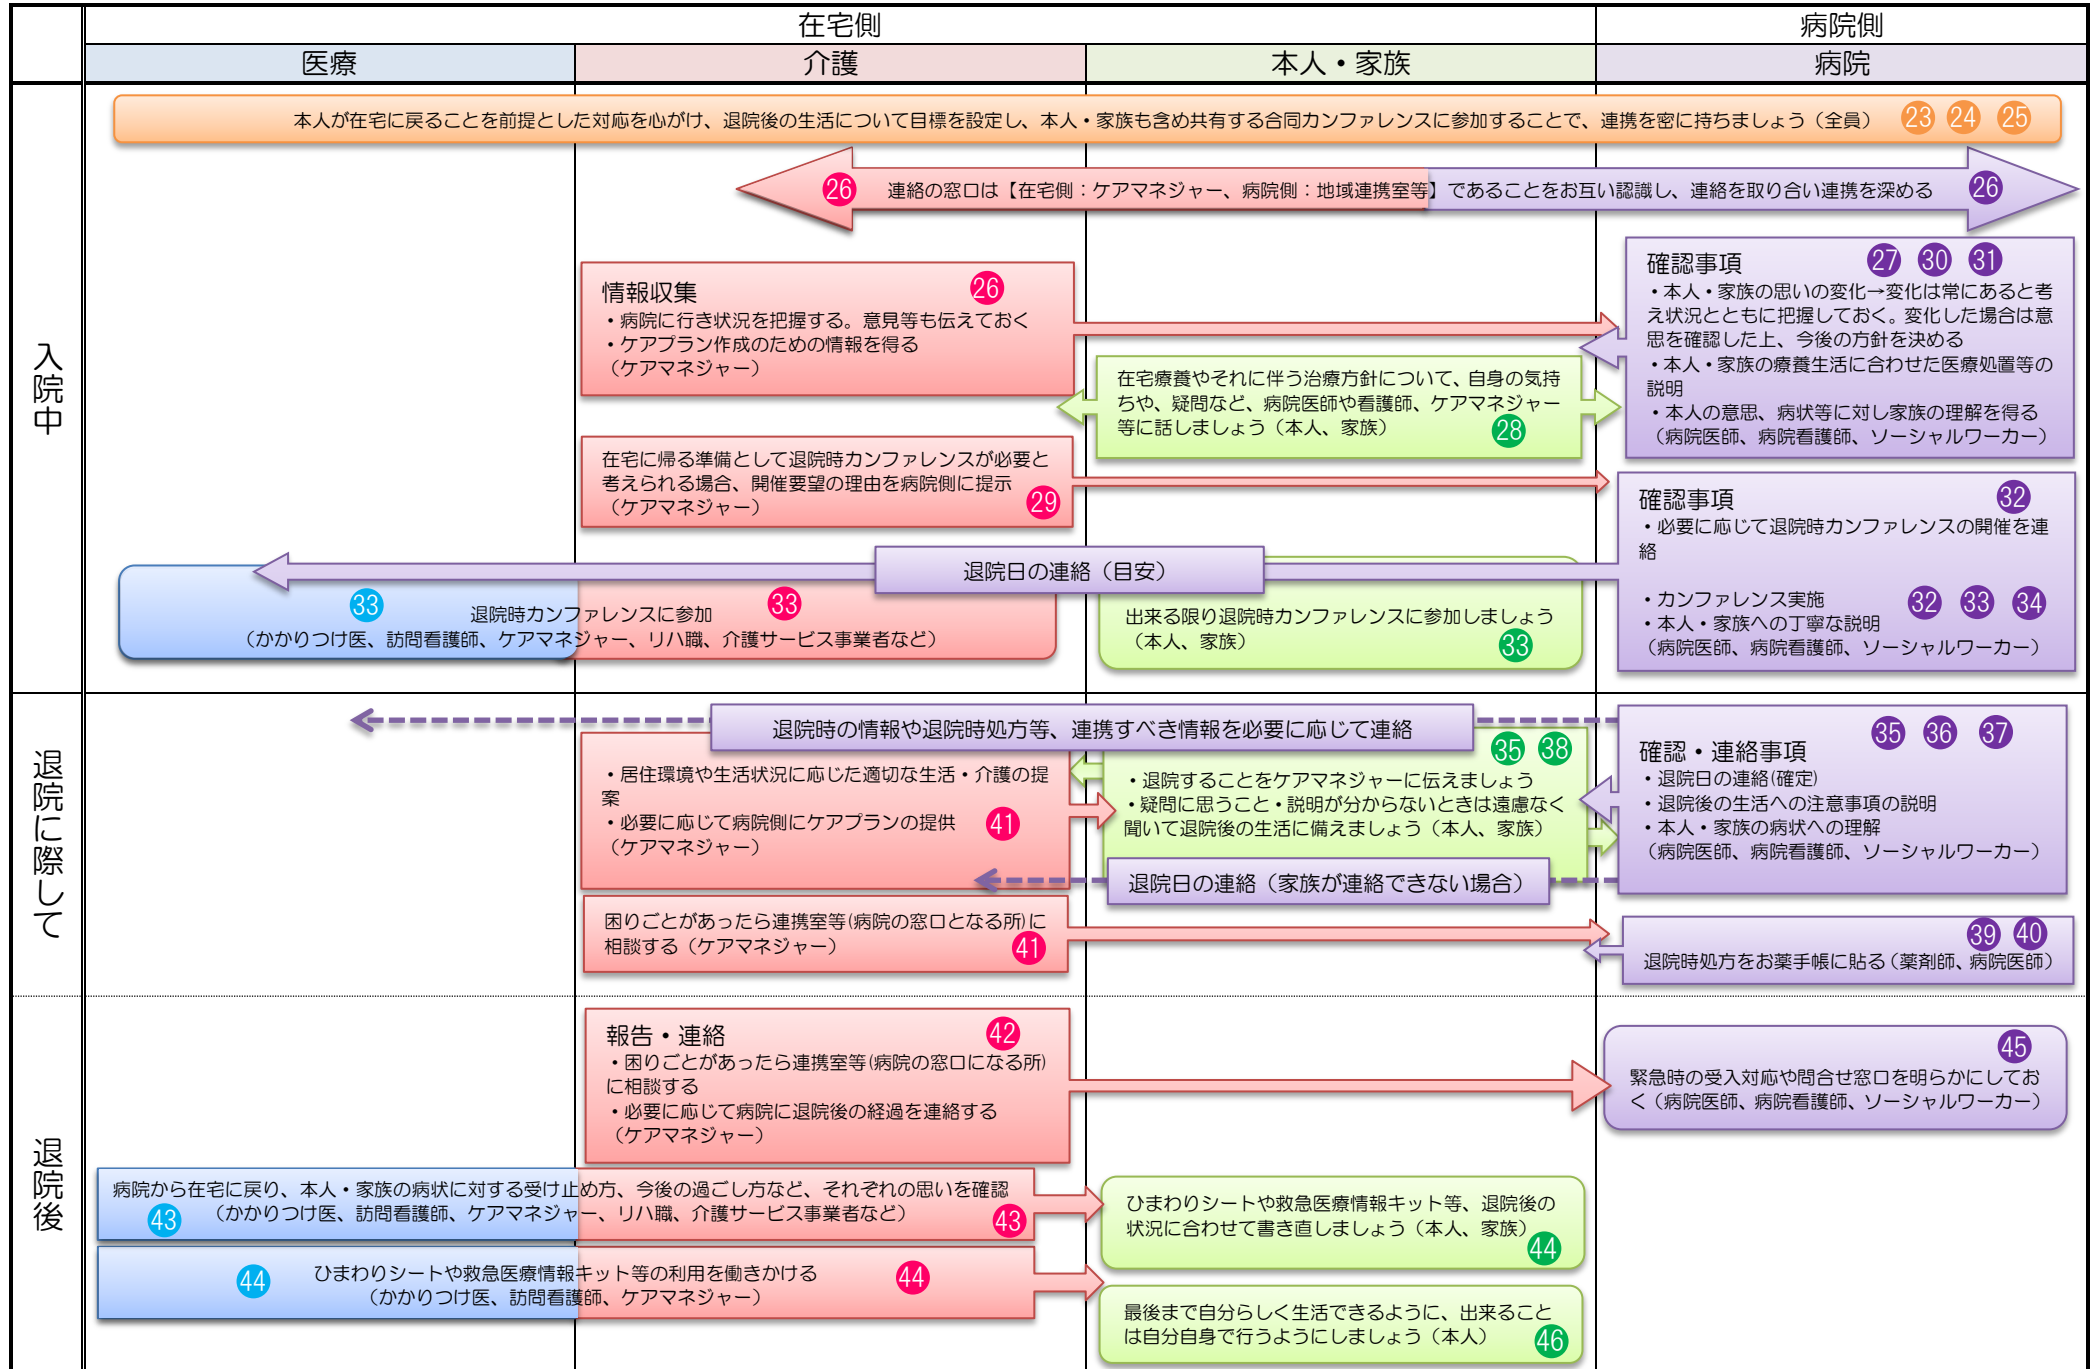 在宅側
病院側
医療
介護
本人・家族
病院
入院中
本人が在宅に戻ることを前提とした対応を心がけ、退院後の生活について目標を設定し、本人・家族も含め共有する合同カンファレンスに参加することで、連携を密に持ちましょう（全員） 23 24 25
26 連絡の窓口は【在宅側：ケアマネジャー、病院側：地域連携室等】であることをお互い認識し、連絡を取り合い連携を深める 26
情報収集 26
・病院に行き状況を把握する。意見等も伝えておく
・ケアプラン作成のための情報を得る
（ケアマネジャー）
在宅療養やそれに伴う治療方針について、自身の気持
ちや、疑問など、病院医師や看護師、ケアマネジャー
等に話しましょう（本人、家族） 28
確認事項 27 30 31
・本人・家族の思いの変化→変化は常にあると考
え状況とともに把握しておく。変化した場合は意
思を確認した上、今後の方針を決める
・本人・家族の療養生活に合わせた医療処置等の
説明
・本人の意思、病状等に対し家族の理解を得る
（病院医師、病院看護師、ソーシャルワーカー）
在宅に帰る準備として退院時カンファレンスが必要と
考えられる場合、開催要望の理由を病院側に提示
（ケアマネジャー） 29
確認事項 32
・必要に応じて退院時カンファレンスの開催を連
絡
・カンファレンス実施 32 33 34
・本人・家族への丁寧な説明
（病院医師、病院看護師、ソーシャルワーカー）
退院日の連絡（目安）
33 退院時カンファレンスに参加 33
（かかりつけ医、訪問看護師、ケアマネジャー、リハ職、介護サービス事業者など）
出来る限り退院時カンファレンスに参加しましょう
（本人、家族） 33
退院に際して
退院時の情報や退院時処方等、連携すべき情報を必要に応じて連絡
・居住環境や生活状況に応じた適切な生活・介護の提
案
・必要に応じて病院側にケアプランの提供 41
（ケアマネジャー）
35 38
・退院することをケアマネジャーに伝えましょう
・疑問に思うこと・説明が分からないときは遠慮なく
聞いて退院後の生活に備えましょう（本人、家族）
確認・連絡事項 35 36 37
・退院日の連絡(確定)
・退院後の生活への注意事項の説明
・本人・家族の病状への理解
（病院医師、病院看護師、ソーシャルワーカー）
退院日の連絡（家族が連絡できない場合）
困りごとがあったら連携室等(病院の窓口となる所)に
相談する（ケアマネジャー） 41
39 40
退院時処方をお薬手帳に貼る（薬剤師、病院医師）
退院後
報告・連絡 42
・困りごとがあったら連携室等(病院の窓口になる所)
に相談する
・必要に応じて病院に退院後の経過を連絡する
（ケアマネジャー）
45
緊急時の受入対応や問合せ窓口を明らかにしてお
く（病院医師、病院看護師、ソーシャルワーカー）
病院から在宅に戻り、本人・家族の病状に対する受け止め方、今後の過ごし方など、それぞれの思いを確認
43 （かかりつけ医、訪問看護師、ケアマネジャー、リハ職、介護サービス事業者など） 43
ひまわりシートや救急医療情報キット等、退院後の
状況に合わせて書き直しましょう（本人、家族） 44
44 ひまわりシートや救急医療情報キット等の利用を働きかける 44
（かかりつけ医、訪問看護師、ケアマネジャー）
最後まで自分らしく生活できるように、出来ること
は自分自身で行うようにしましょう（本人） 46